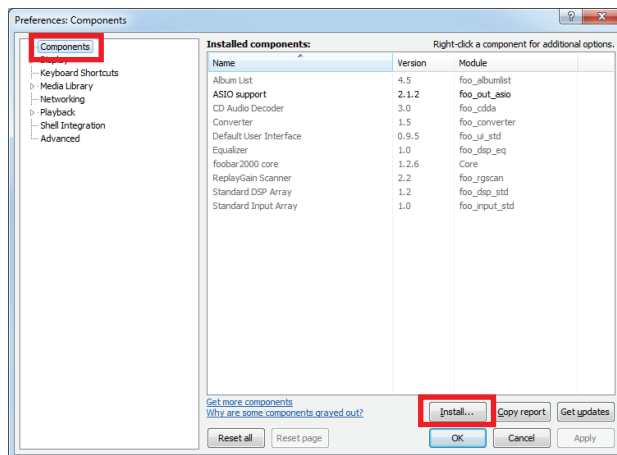 Preferences: Components
Components
Display
Keyboard Shortcuts
Media Library
Networking
Playback
Shell Integration
Advanced
Installed components: Right-click a component for additional options.
Name Version Module
Album List 4.5 foo_albumlist
ASIO support 2.1.2 foo_out_asio
CD Audio Decoder 3.0 foo_cdda
Converter 1.5 foo_converter
Default User Interface 0.9.5 foo_ui_std
Equalizer 1.0 foo_dsp_eq
foobar2000 core 1.2.6 Core
ReplayGain Scanner 2.2 foo_rgscan
Standard DSP Array 1.2 foo_dsp_std
Standard Input Array 1.0 foo_input_std
Get more components
Why are some components grayed out?
Install... Copy report Get updates
Reset all Reset page OK Cancel Apply